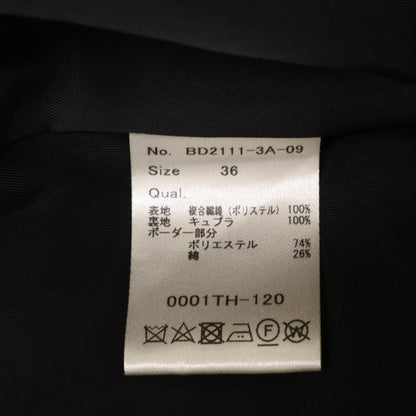 No. BD2111-3A-09
Size 36
Qual.
表地 複合繊維(ポリステル) 100%
裏地 キュプラ 100%
ボーダー部分
ポリエステル 74%
綿 26%
0001TH-120
F W